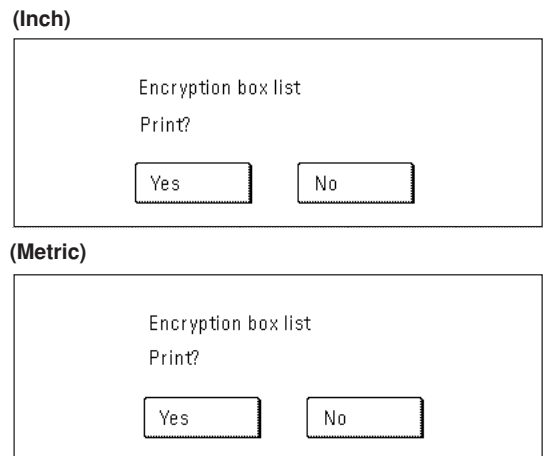 (Inch)
Encryption box list
Print?
Yes No
(Metric)
Encryption box list
Print?
Yes No